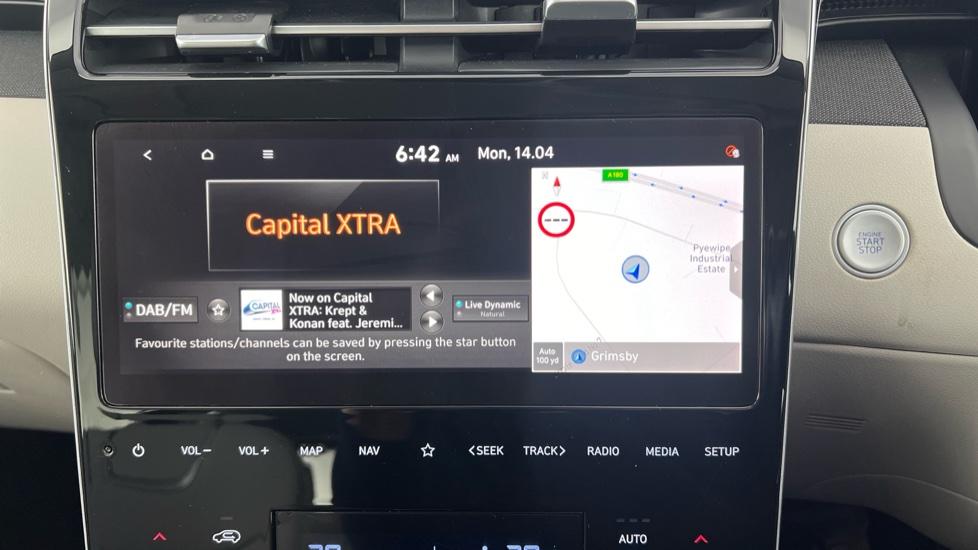 6:42 AM Mon, 14.04
Capital XTRA
DAB/FM
CAPITAL
Now on Capital
XTRA: Krept &
Konan feat. Jeremi...
Live Dynamic
Natural
Favourite stations/channels can be saved by pressing the star button
on the screen.
A180
---
Pyewipe
Industrial
Estate
Auto
100 yd
Grimsby
ENGINE
START
STOP
VOL− VOL+ MAP NAV <SEEK TRACK> RADIO MEDIA SETUP
AUTO